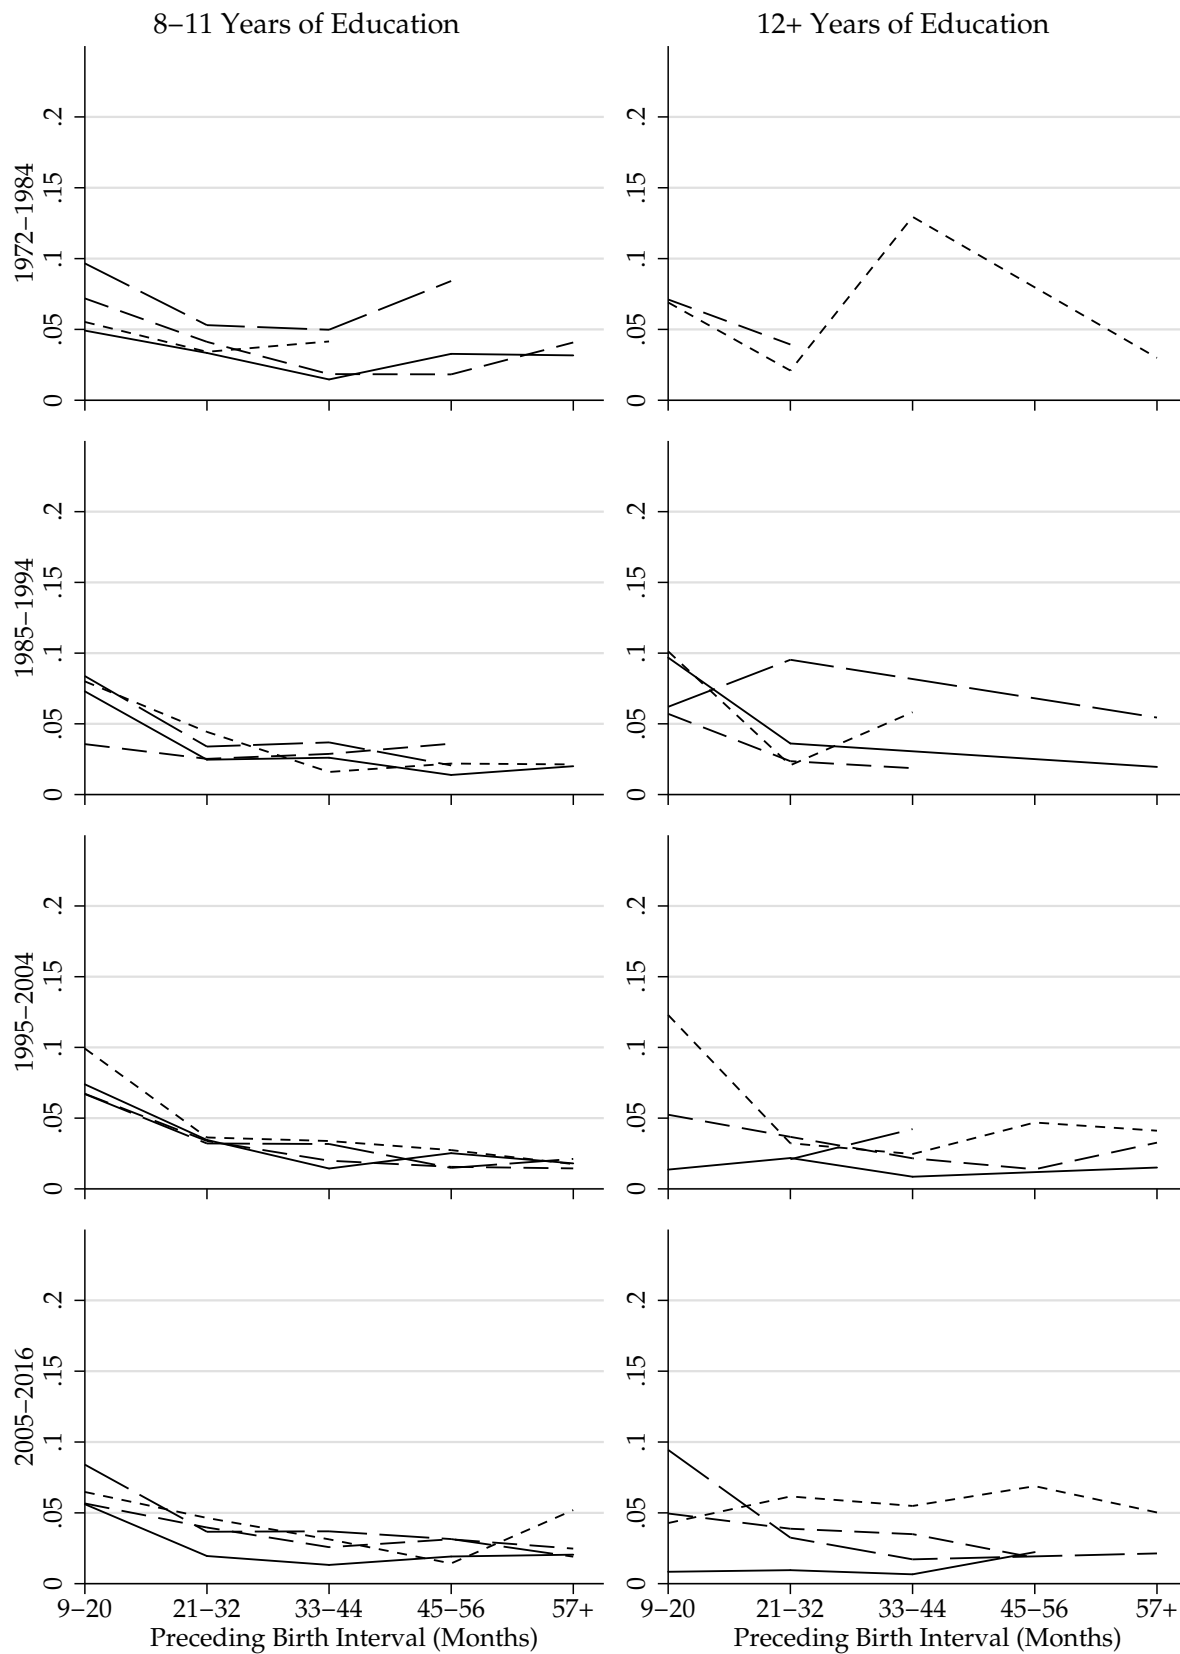 8–11 Years of Education
12+ Years of Education
1972–1984
0 .05 .1 .15 .2
0 .05 .1 .15 .2
1985–1994
0 .05 .1 .15 .2
0 .05 .1 .15 .2
1995–2004
0 .05 .1 .15 .2
0 .05 .1 .15 .2
2005–2016
0 .05 .1 .15 .2
0 .05 .1 .15 .2
9–20 21–32 33–44 45–56 57+
9–20 21–32 33–44 45–56 57+
Preceding Birth Interval (Months)
Preceding Birth Interval (Months)